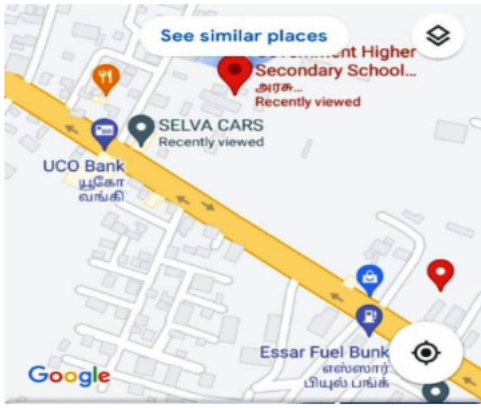 See similar places
Government Higher
Secondary School...
அரசு...
Recently viewed
SELVA CARS
Recently viewed
UCO Bank
யூகோ
வங்கி
Essar Fuel Bunk
எஸ்ஸார்
பியுல் பங்க்
Google